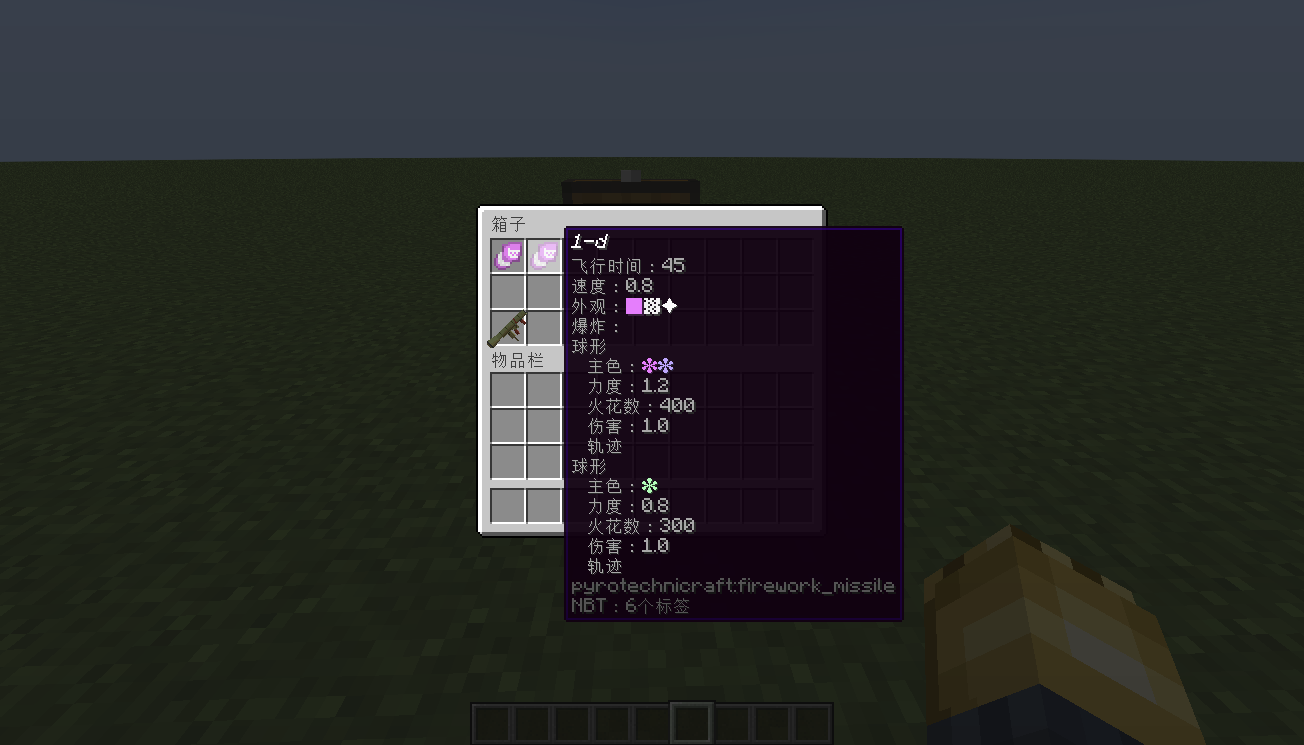 箱子
1-d
飞行时间：45
速度：0.8
外观：
爆炸：
球形
主色：
力度：1.2
火花数：400
伤害：1.0
轨迹
球形
主色：
力度：0.8
火花数：300
伤害：1.0
轨迹
pyrotechnicraft:firework_missile
NBT：6个标签
物品栏